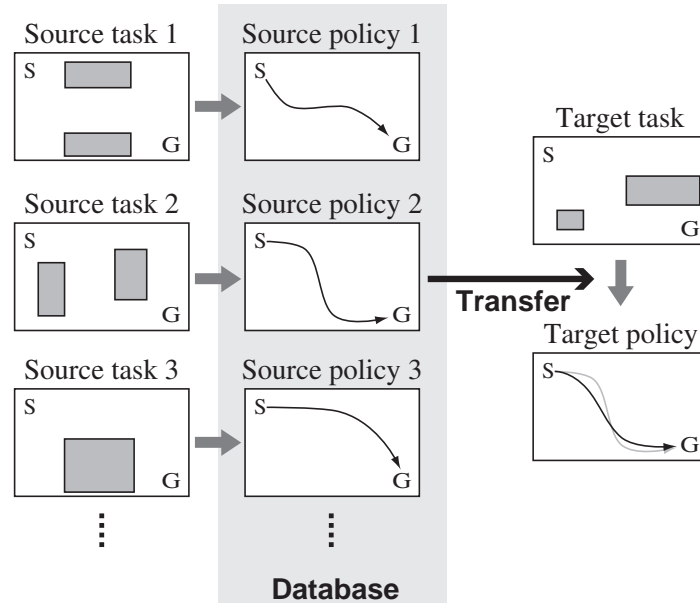 Source task 1
S
G
Source policy 1
S
G
Source task 2
S
G
Source policy 2
S
G
Source task 3
S
G
Source policy 3
S
G
Database
Transfer
Target task
S
G
Target policy
S
G